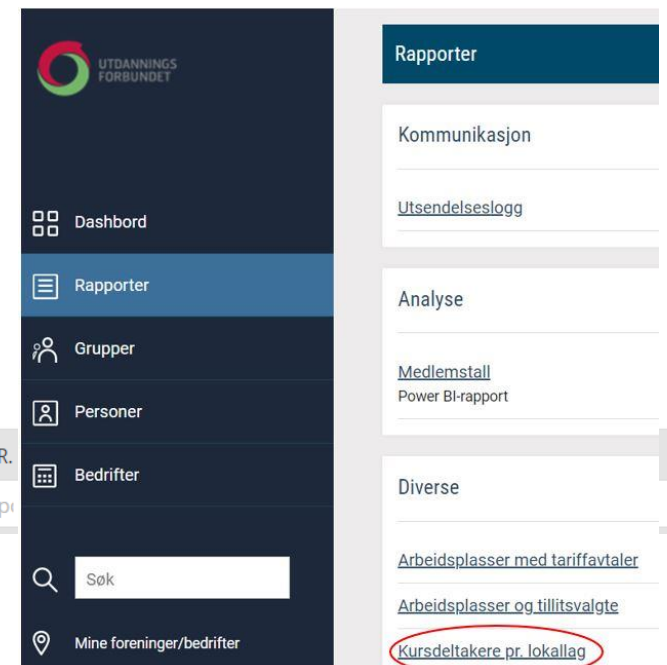 UTDANNINGS
FORBUNDET
Dashbord
Rapporter
Grupper
Personer
Bedrifter
Søk
Mine foreninger/bedrifter
Rapporter
Kommunikasjon
Utsendelseslogg
Analyse
Medlemstall
Power BI-rapport
Diverse
Arbeidsplasser med tariffavtaler
Arbeidsplasser og tillitsvalgte
Kursdeltakere pr. lokallag
R.